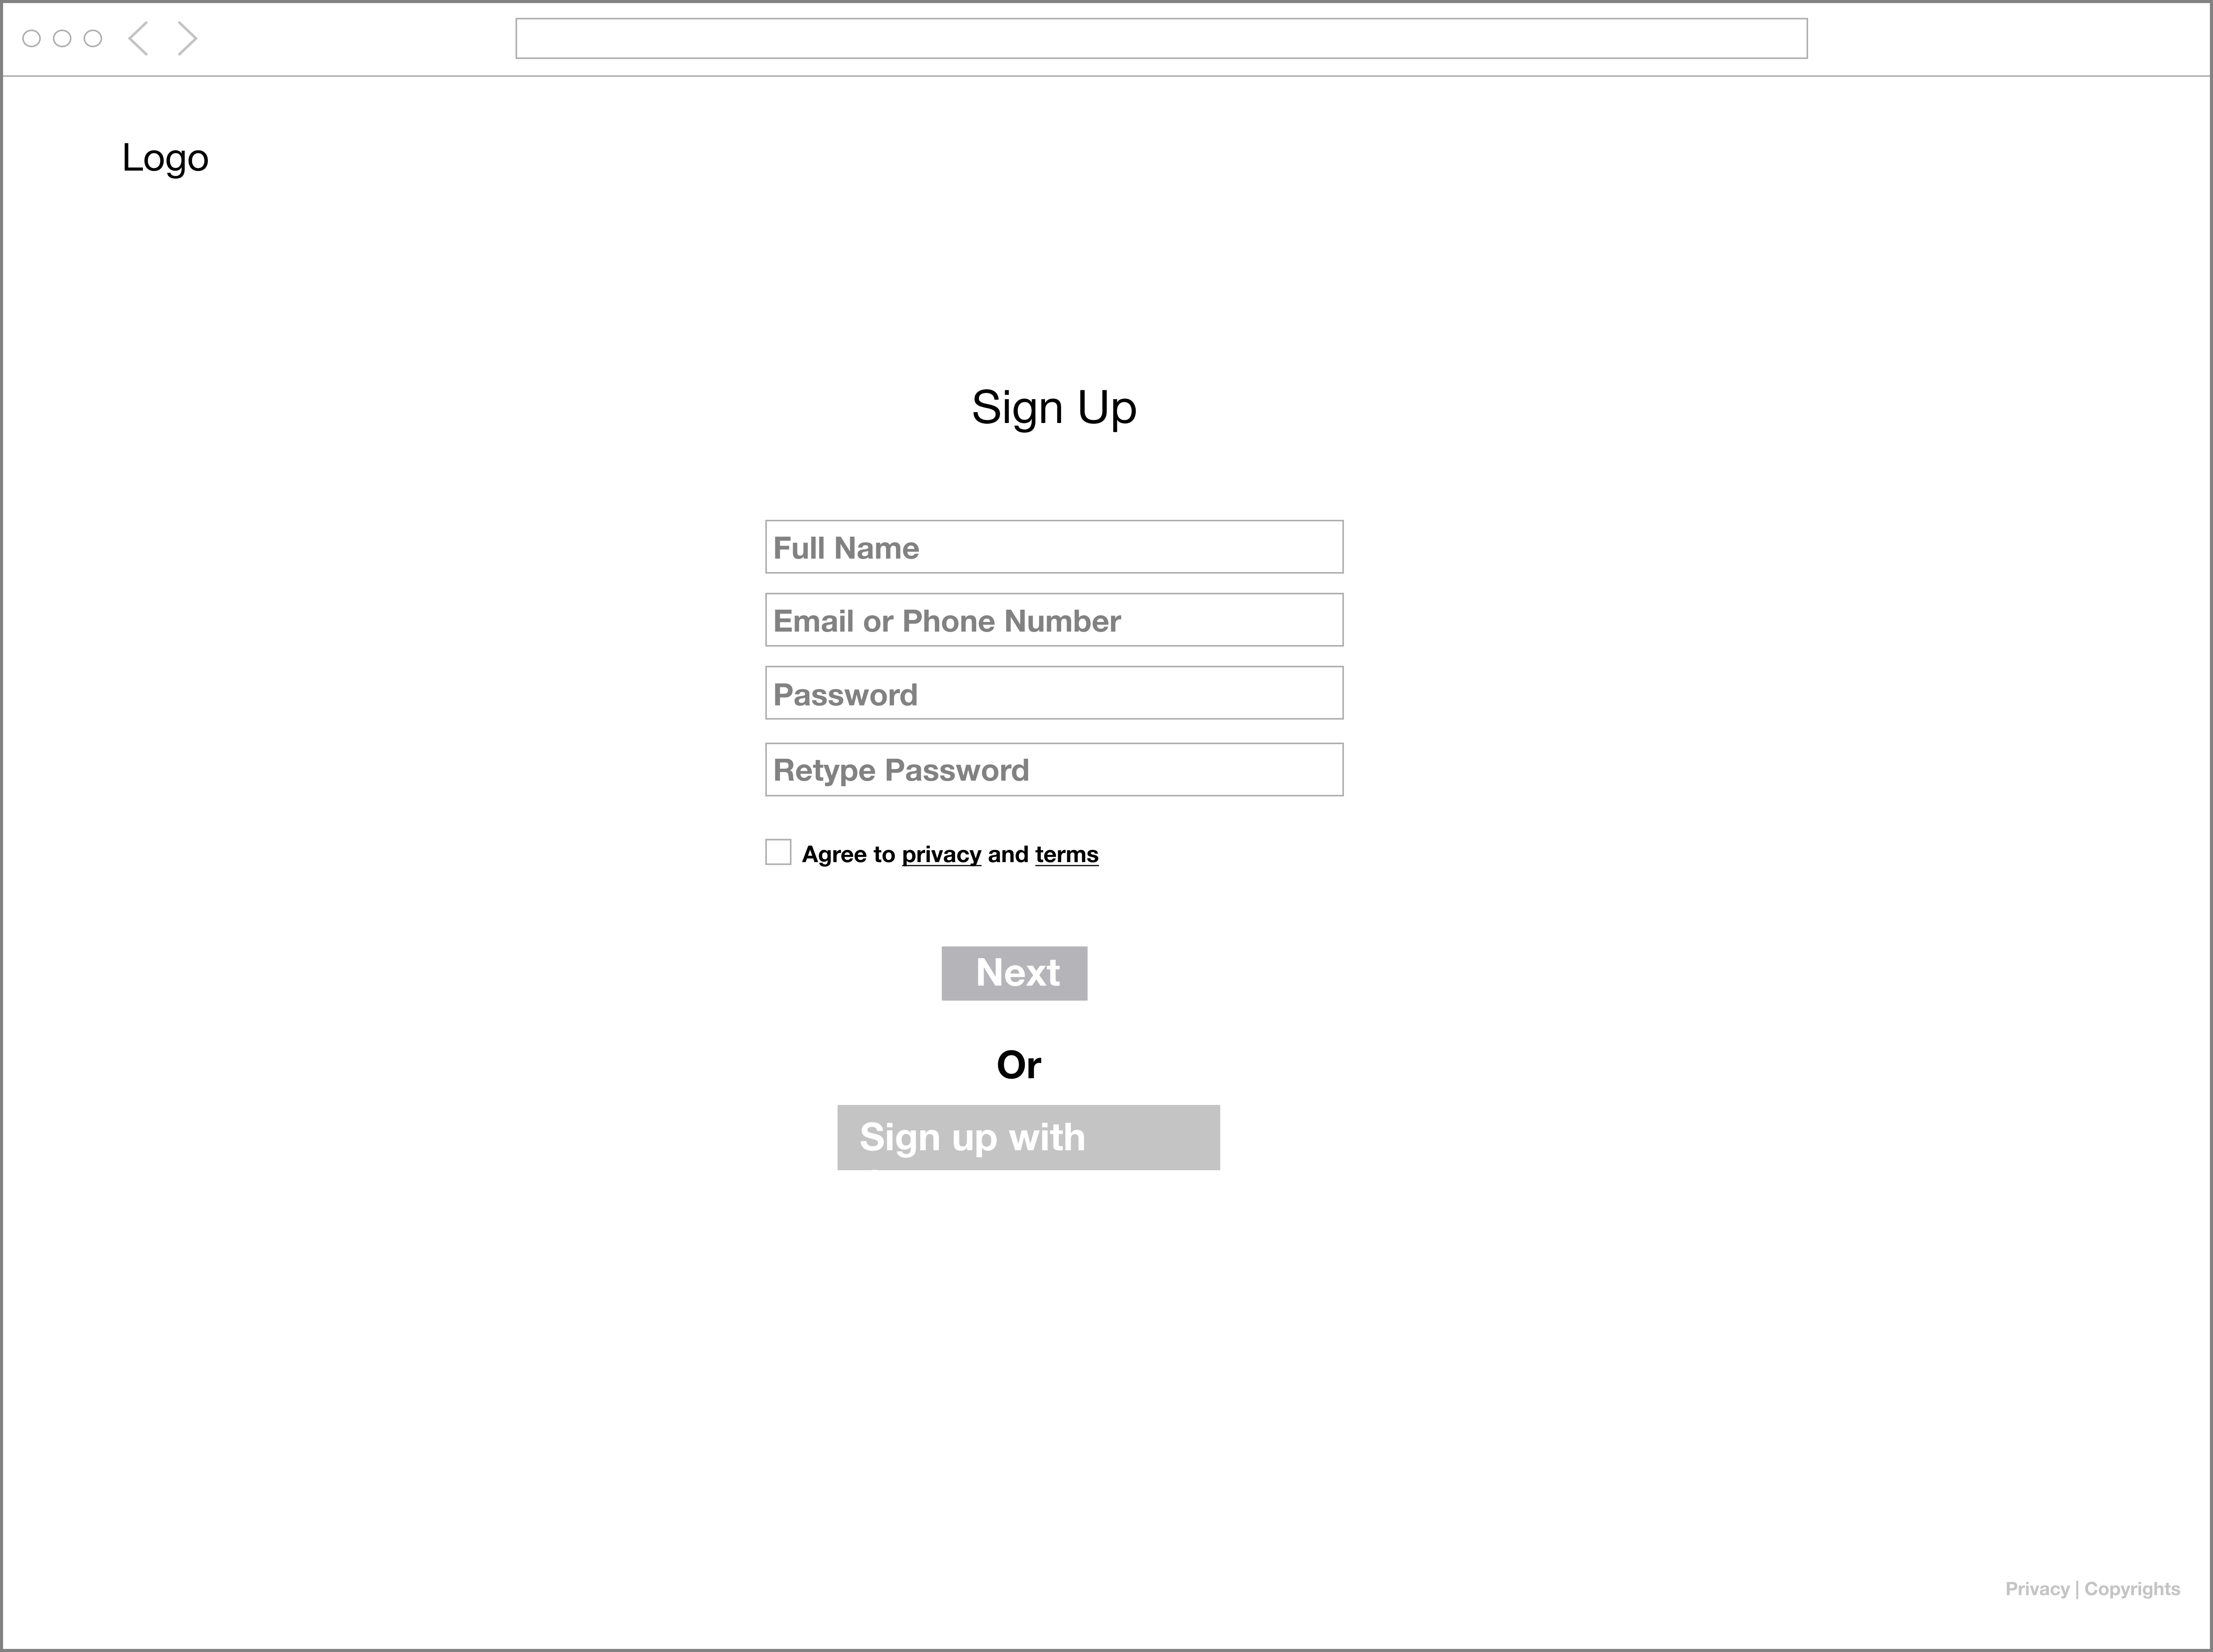 Logo
Sign Up
Full Name
Email or Phone Number
Password
Retype Password
Agree to privacy and terms
Next
Or
Sign up with
Privacy | Copyrights